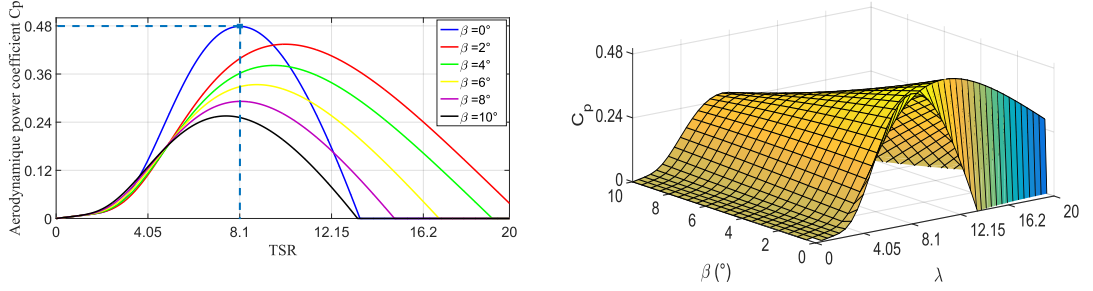 Aerodynamique power coefficient Cp
0.48
0.36
0.24
0.12
0
0
4.05
8.1
12.15
16.2
20
TSR
β =0°
β =2°
β =4°
β =6°
β =8°
β =10°
Cp
0.48
0.24
0
10
8
6
4
2
0
β (°)
0
4.05
8.1
12.15
16.2
20
λ